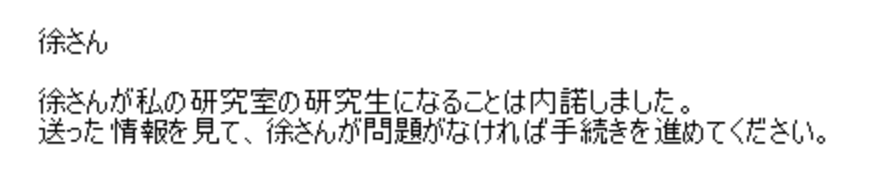 徐さん
徐さんが私の研究室の研究生になることは内諾しました。
送った情報を見て、徐さんが問題がなければ手続きを進めてください。